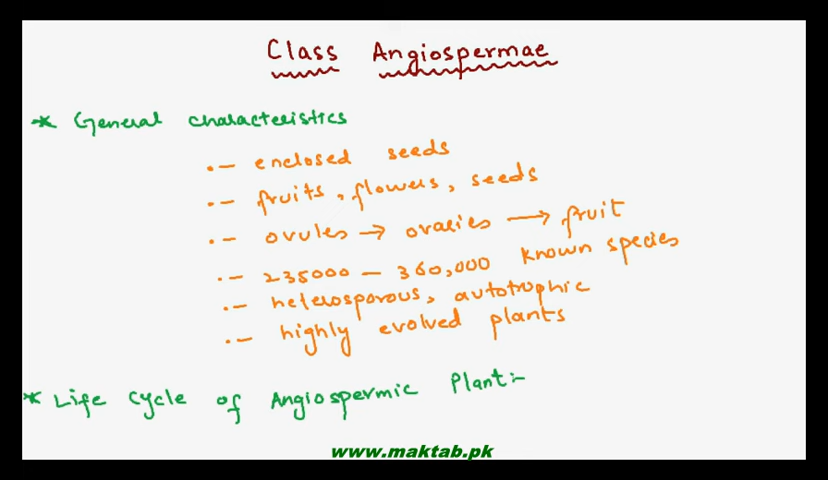 Class Angiospermae
* General characteristics
.- enclosed seeds
.- fruits, flowers, seeds
.- ovules → ovaries → fruit
.- 235000 - 360,000 known species
.- heterosporous, autotrophic
.- highly evolved plants
* Life Cycle of Angiospermic Plant:-
www.maktab.pk